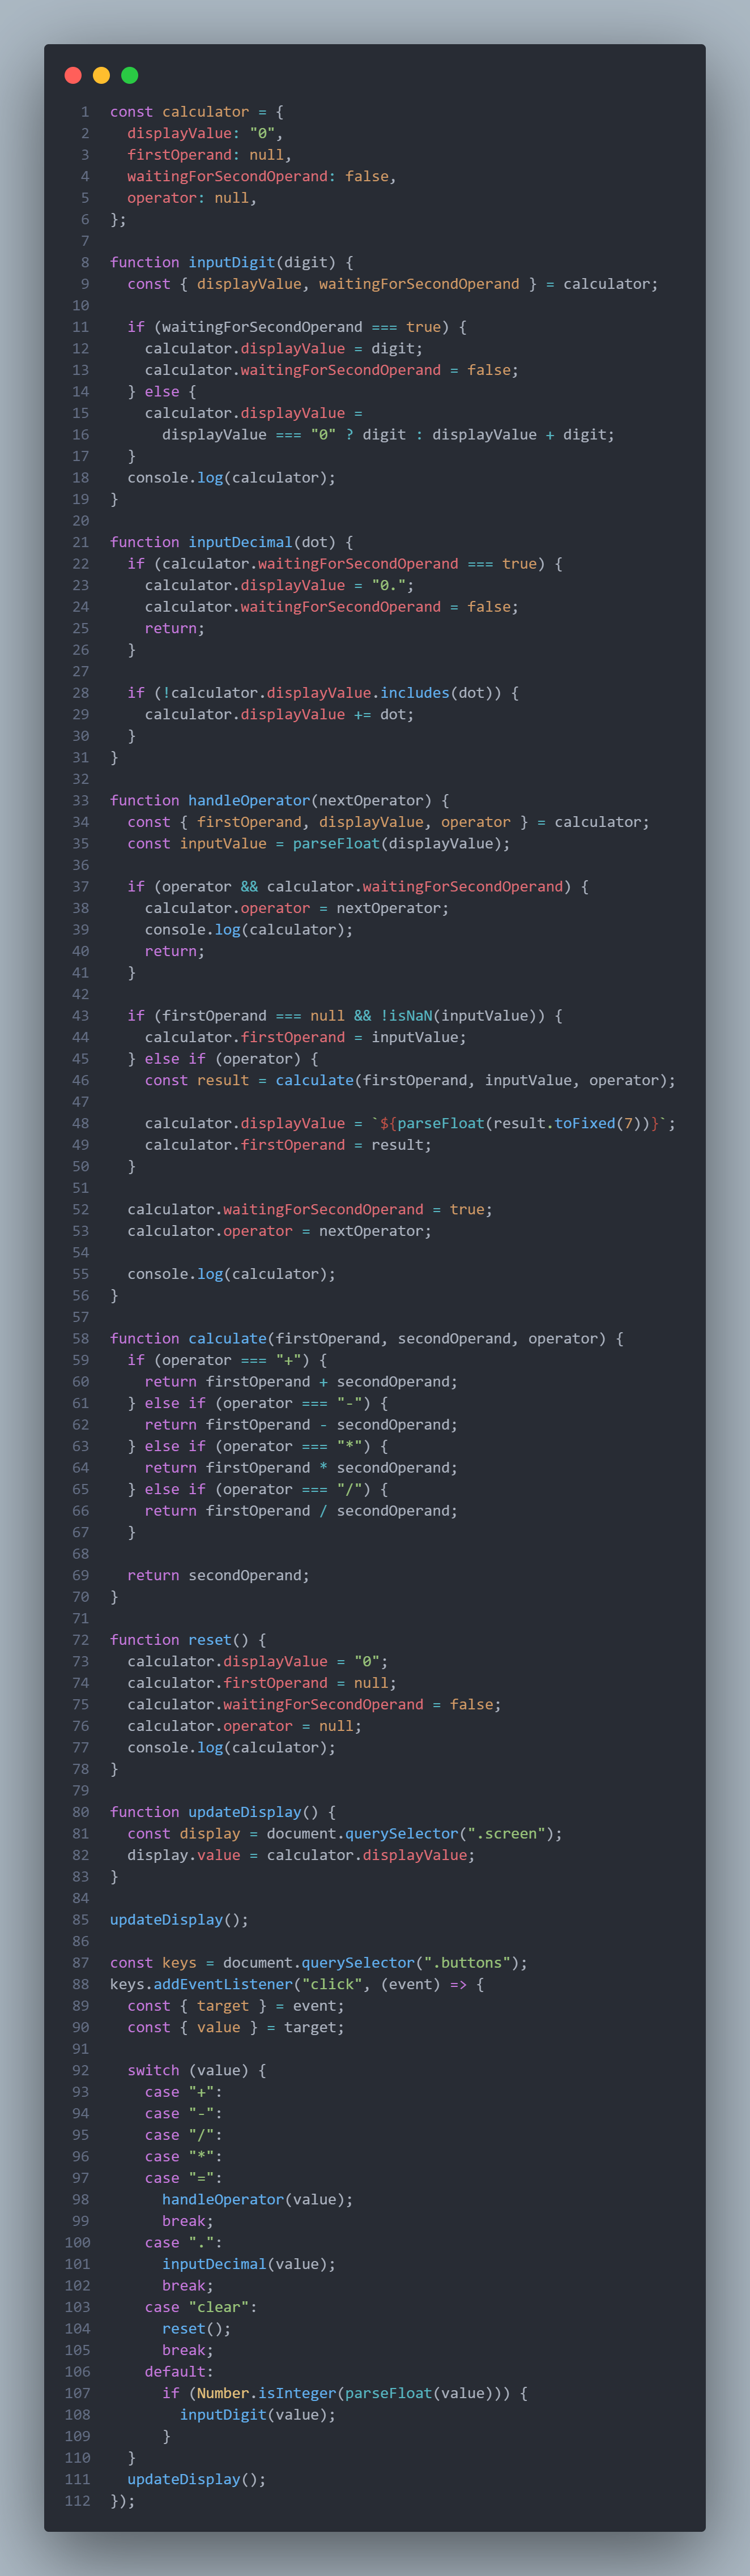 1 const calculator = {
2   displayValue: "0",
3   firstOperand: null,
4   waitingForSecondOperand: false,
5   operator: null,
6 };
7
8 function inputDigit(digit) {
9   const { displayValue, waitingForSecondOperand } = calculator;
10
11   if (waitingForSecondOperand === true) {
12     calculator.displayValue = digit;
13     calculator.waitingForSecondOperand = false;
14   } else {
15     calculator.displayValue =
16       displayValue === "0" ? digit : displayValue + digit;
17   }
18   console.log(calculator);
19 }
20
21 function inputDecimal(dot) {
22   if (calculator.waitingForSecondOperand === true) {
23     calculator.displayValue = "0.";
24     calculator.waitingForSecondOperand = false;
25     return;
26   }
27
28   if (!calculator.displayValue.includes(dot)) {
29     calculator.displayValue += dot;
30   }
31 }
32
33 function handleOperator(nextOperator) {
34   const { firstOperand, displayValue, operator } = calculator;
35   const inputValue = parseFloat(displayValue);
36
37   if (operator && calculator.waitingForSecondOperand) {
38     calculator.operator = nextOperator;
39     console.log(calculator);
40     return;
41   }
42
43   if (firstOperand === null && !isNaN(inputValue)) {
44     calculator.firstOperand = inputValue;
45   } else if (operator) {
46     const result = calculate(firstOperand, inputValue, operator);
47
48     calculator.displayValue = `${parseFloat(result.toFixed(7))}`;
49     calculator.firstOperand = result;
50   }
51
52   calculator.waitingForSecondOperand = true;
53   calculator.operator = nextOperator;
54
55   console.log(calculator);
56 }
57
58 function calculate(firstOperand, secondOperand, operator) {
59   if (operator === "+") {
60     return firstOperand + secondOperand;
61   } else if (operator === "-") {
62     return firstOperand - secondOperand;
63   } else if (operator === "*") {
64     return firstOperand * secondOperand;
65   } else if (operator === "/") {
66     return firstOperand / secondOperand;
67   }
68
69   return secondOperand;
70 }
71
72 function reset() {
73   calculator.displayValue = "0";
74   calculator.firstOperand = null;
75   calculator.waitingForSecondOperand = false;
76   calculator.operator = null;
77   console.log(calculator);
78 }
79
80 function updateDisplay() {
81   const display = document.querySelector(".screen");
82   display.value = calculator.displayValue;
83 }
84
85 updateDisplay();
86
87 const keys = document.querySelector(".buttons");
88 keys.addEventListener("click", (event) => {
89   const { target } = event;
90   const { value } = target;
91
92   switch (value) {
93     case "+":
94     case "-":
95     case "/":
96     case "*":
97     case "=":
98       handleOperator(value);
99       break;
100     case ".":
101       inputDecimal(value);
102       break;
103     case "clear":
104       reset();
105       break;
106     default:
107       if (Number.isInteger(parseFloat(value))) {
108         inputDigit(value);
109       }
110   }
111   updateDisplay();
112 });